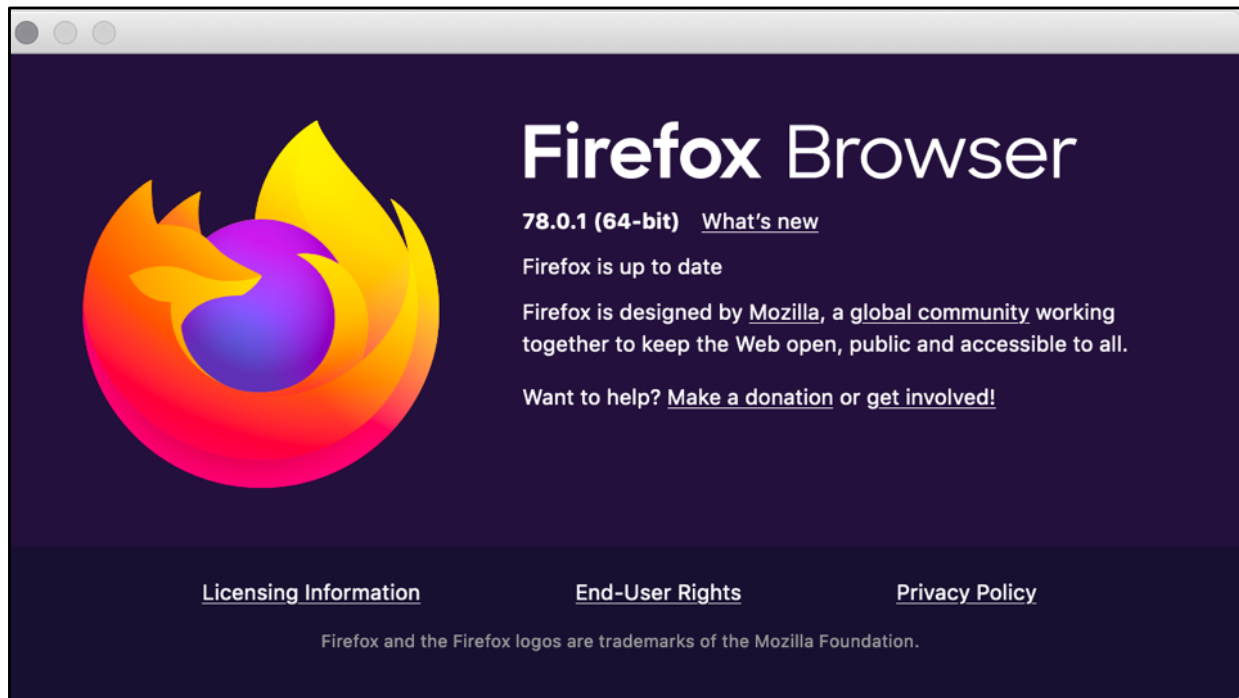 Firefox Browser
78.0.1 (64-bit) What's new
Firefox is up to date
Firefox is designed by Mozilla, a global community working
together to keep the Web open, public and accessible to all.
Want to help? Make a donation or get involved!
Licensing Information End-User Rights Privacy Policy
Firefox and the Firefox logos are trademarks of the Mozilla Foundation.